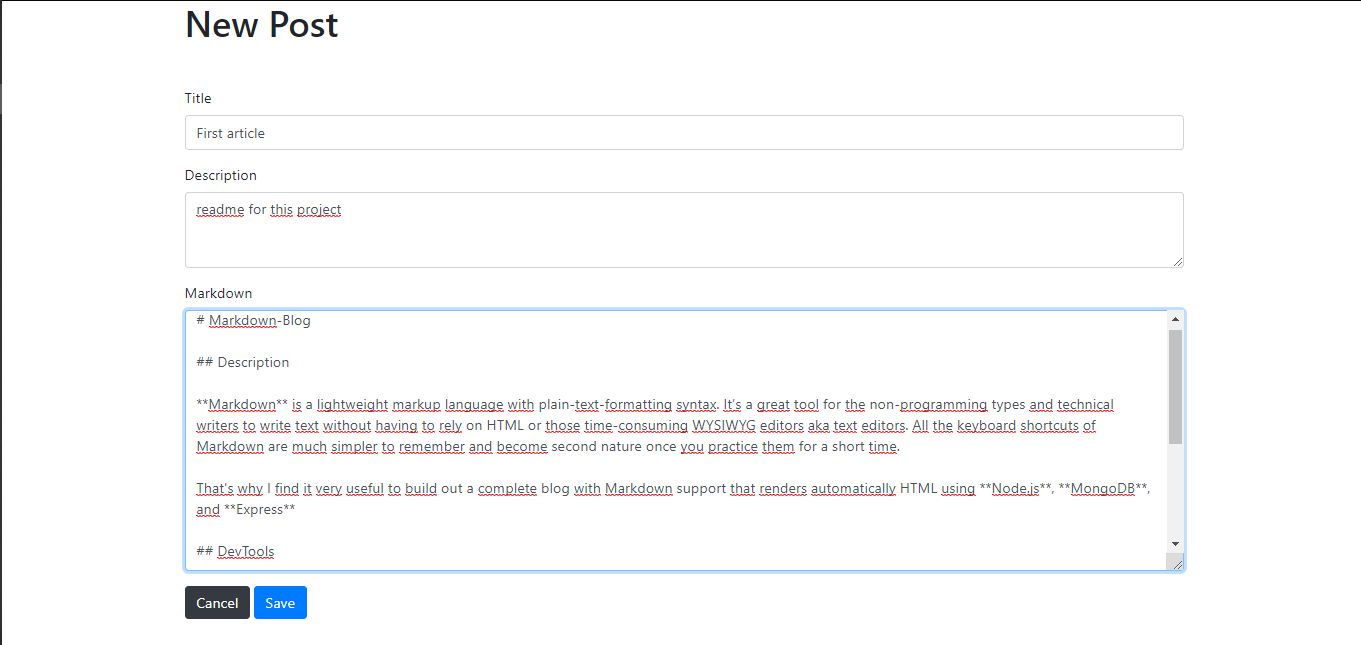 New Post
Title
First article
Description
readme for this project
Markdown
# Markdown-Blog
## Description
**Markdown** is a lightweight markup language with plain-text-formatting syntax. It's a great tool for the non-programming types and technical
writers to write text without having to rely on HTML or those time-consuming WYSIWYG editors aka text editors. All the keyboard shortcuts of
Markdown are much simpler to remember and become second nature once you practice them for a short time.
That's why I find it very useful to build out a complete blog with Markdown support that renders automatically HTML using **Node.js**, **MongoDB**,
and **Express**
## DevTools
Cancel Save